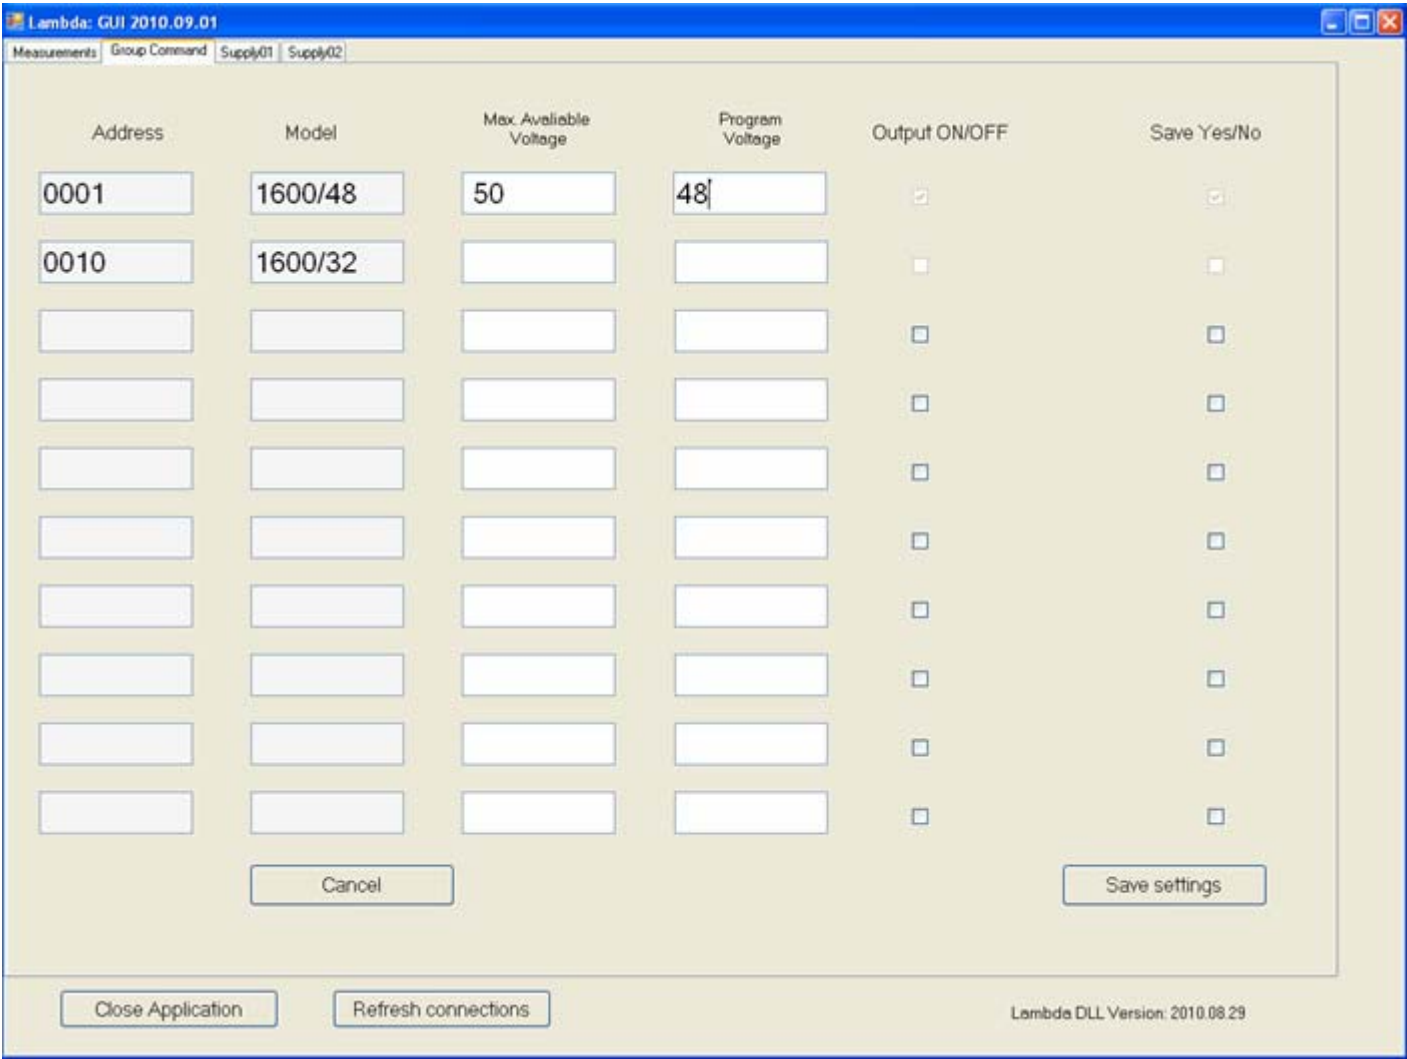 Lambda: GUI 2010.09.01
Measurements Group Command Supply01 Supply02
Address Model Max. Avaliable Voltage Program Voltage Output ON/OFF Save Yes/No
0001 1600/48 50 48
0010 1600/32
Cancel Save settings
Close Application Refresh connections Lambda DLL Version: 2010.08.29